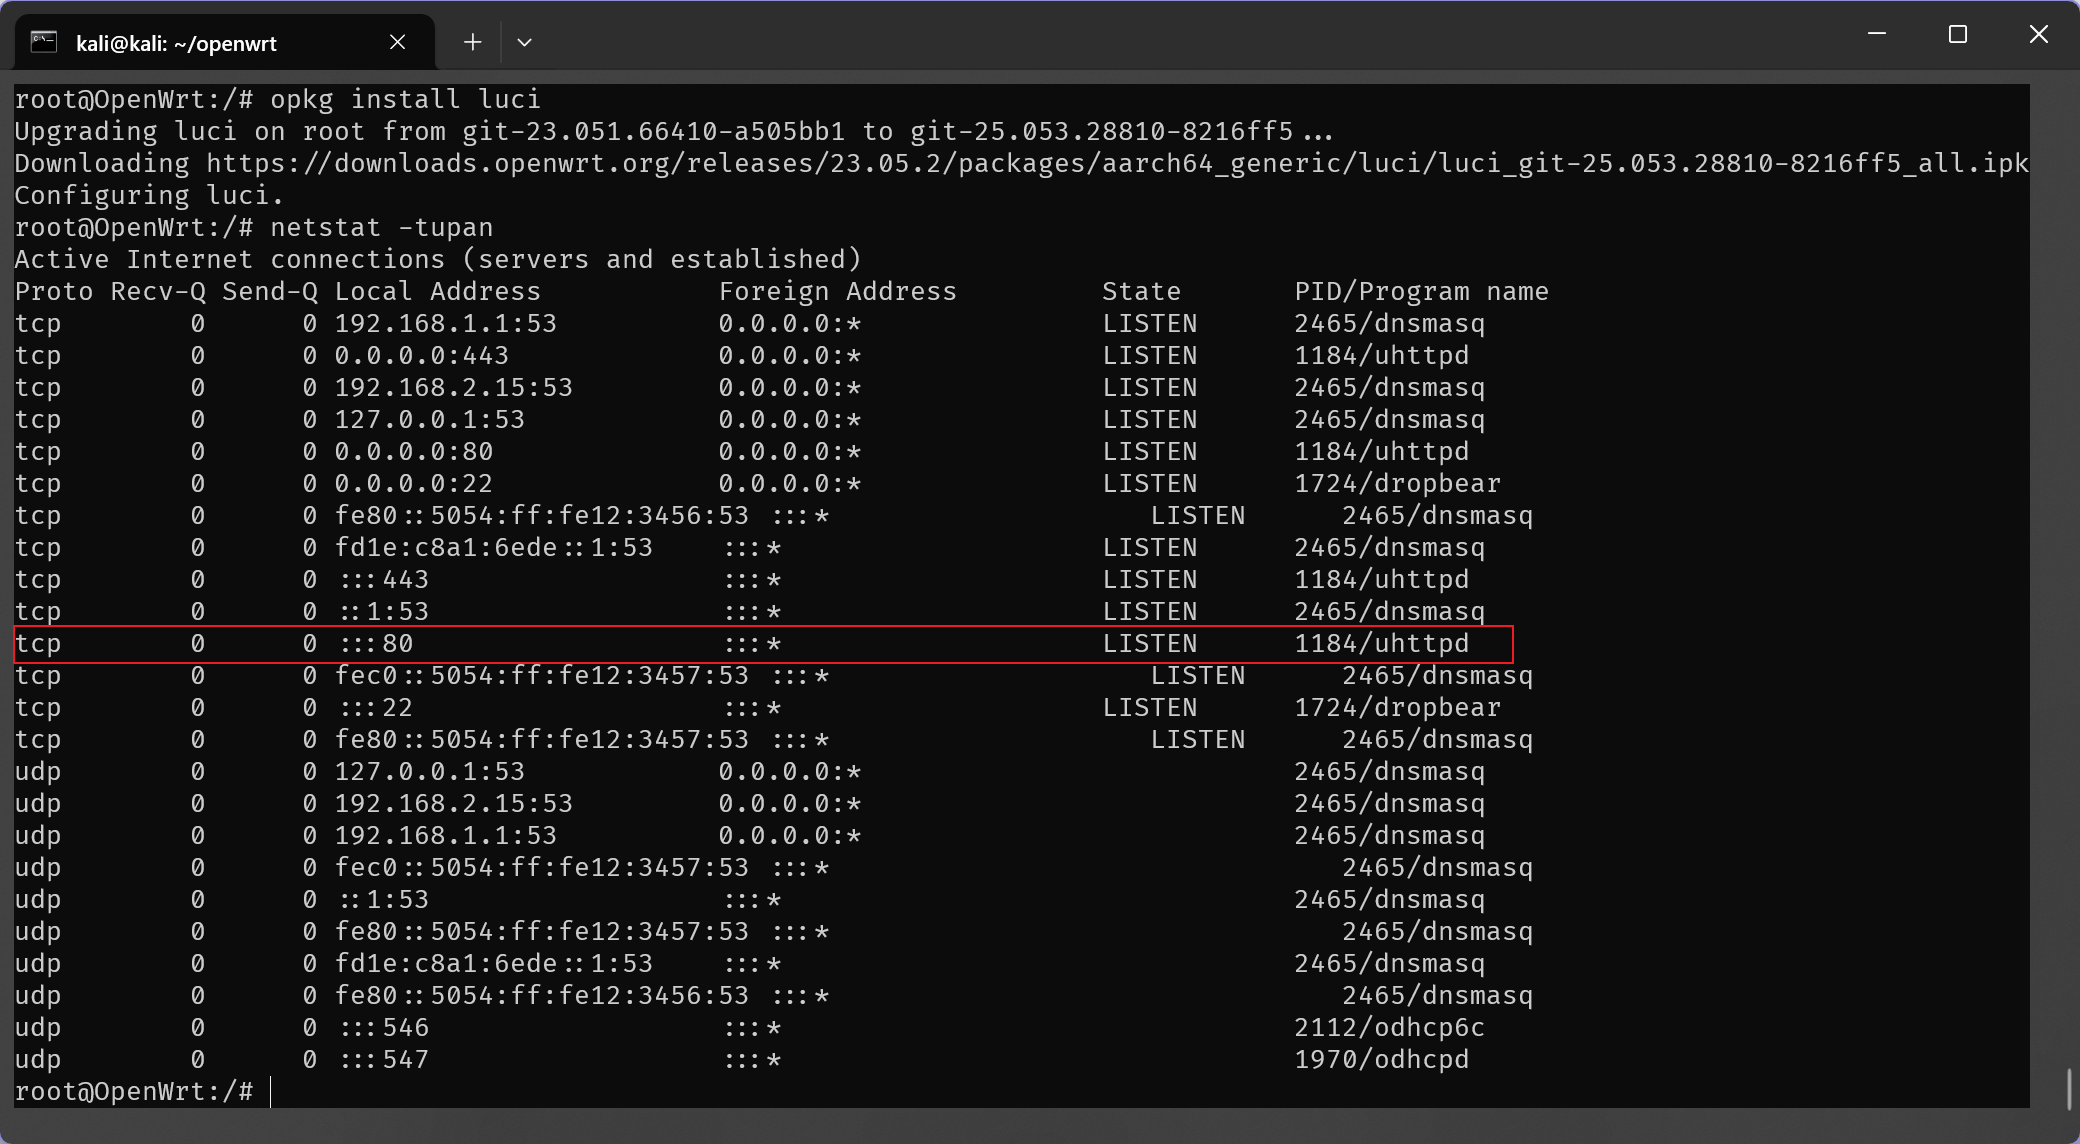 kali@kali: ~/openwrt
root@OpenWrt:/# opkg install luci
Upgrading luci on root from git-23.051.66410-a505bb1 to git-25.053.28810-8216ff5...
Downloading https://downloads.openwrt.org/releases/23.05.2/packages/aarch64_generic/luci/luci_git-25.053.28810-8216ff5_all.ipk
Configuring luci.
root@OpenWrt:/# netstat -tupan
Active Internet connections (servers and established)
Proto Recv-Q Send-Q Local Address           Foreign Address         State       PID/Program name
tcp        0      0 192.168.1.1:53          0.0.0.0:*               LISTEN      2465/dnsmasq
tcp        0      0 0.0.0.0:443             0.0.0.0:*               LISTEN      1184/uhttpd
tcp        0      0 192.168.2.15:53         0.0.0.0:*               LISTEN      2465/dnsmasq
tcp        0      0 127.0.0.1:53            0.0.0.0:*               LISTEN      2465/dnsmasq
tcp        0      0 0.0.0.0:80              0.0.0.0:*               LISTEN      1184/uhttpd
tcp        0      0 0.0.0.0:22              0.0.0.0:*               LISTEN      1724/dropbear
tcp        0      0 fe80::5054:ff:fe12:3456:53 :::*                    LISTEN      2465/dnsmasq
tcp        0      0 fd1e:c8a1:6ede::1:53    :::*                    LISTEN      2465/dnsmasq
tcp        0      0 :::443                  :::*                    LISTEN      1184/uhttpd
tcp        0      0 ::1:53                  :::*                    LISTEN      2465/dnsmasq
tcp        0      0 :::80                   :::*                    LISTEN      1184/uhttpd
tcp        0      0 fec0::5054:ff:fe12:3457:53 :::*                    LISTEN      2465/dnsmasq
tcp        0      0 :::22                   :::*                    LISTEN      1724/dropbear
tcp        0      0 fe80::5054:ff:fe12:3457:53 :::*                    LISTEN      2465/dnsmasq
udp        0      0 127.0.0.1:53            0.0.0.0:*                           2465/dnsmasq
udp        0      0 192.168.2.15:53         0.0.0.0:*                           2465/dnsmasq
udp        0      0 192.168.1.1:53          0.0.0.0:*                           2465/dnsmasq
udp        0      0 fec0::5054:ff:fe12:3457:53 :::*                                2465/dnsmasq
udp        0      0 ::1:53                  :::*                                2465/dnsmasq
udp        0      0 fe80::5054:ff:fe12:3457:53 :::*                                2465/dnsmasq
udp        0      0 fd1e:c8a1:6ede::1:53    :::*                                2465/dnsmasq
udp        0      0 fe80::5054:ff:fe12:3456:53 :::*                                2465/dnsmasq
udp        0      0 :::546                  :::*                                2112/odhcp6c
udp        0      0 :::547                  :::*                                1970/odhcpd
root@OpenWrt:/#